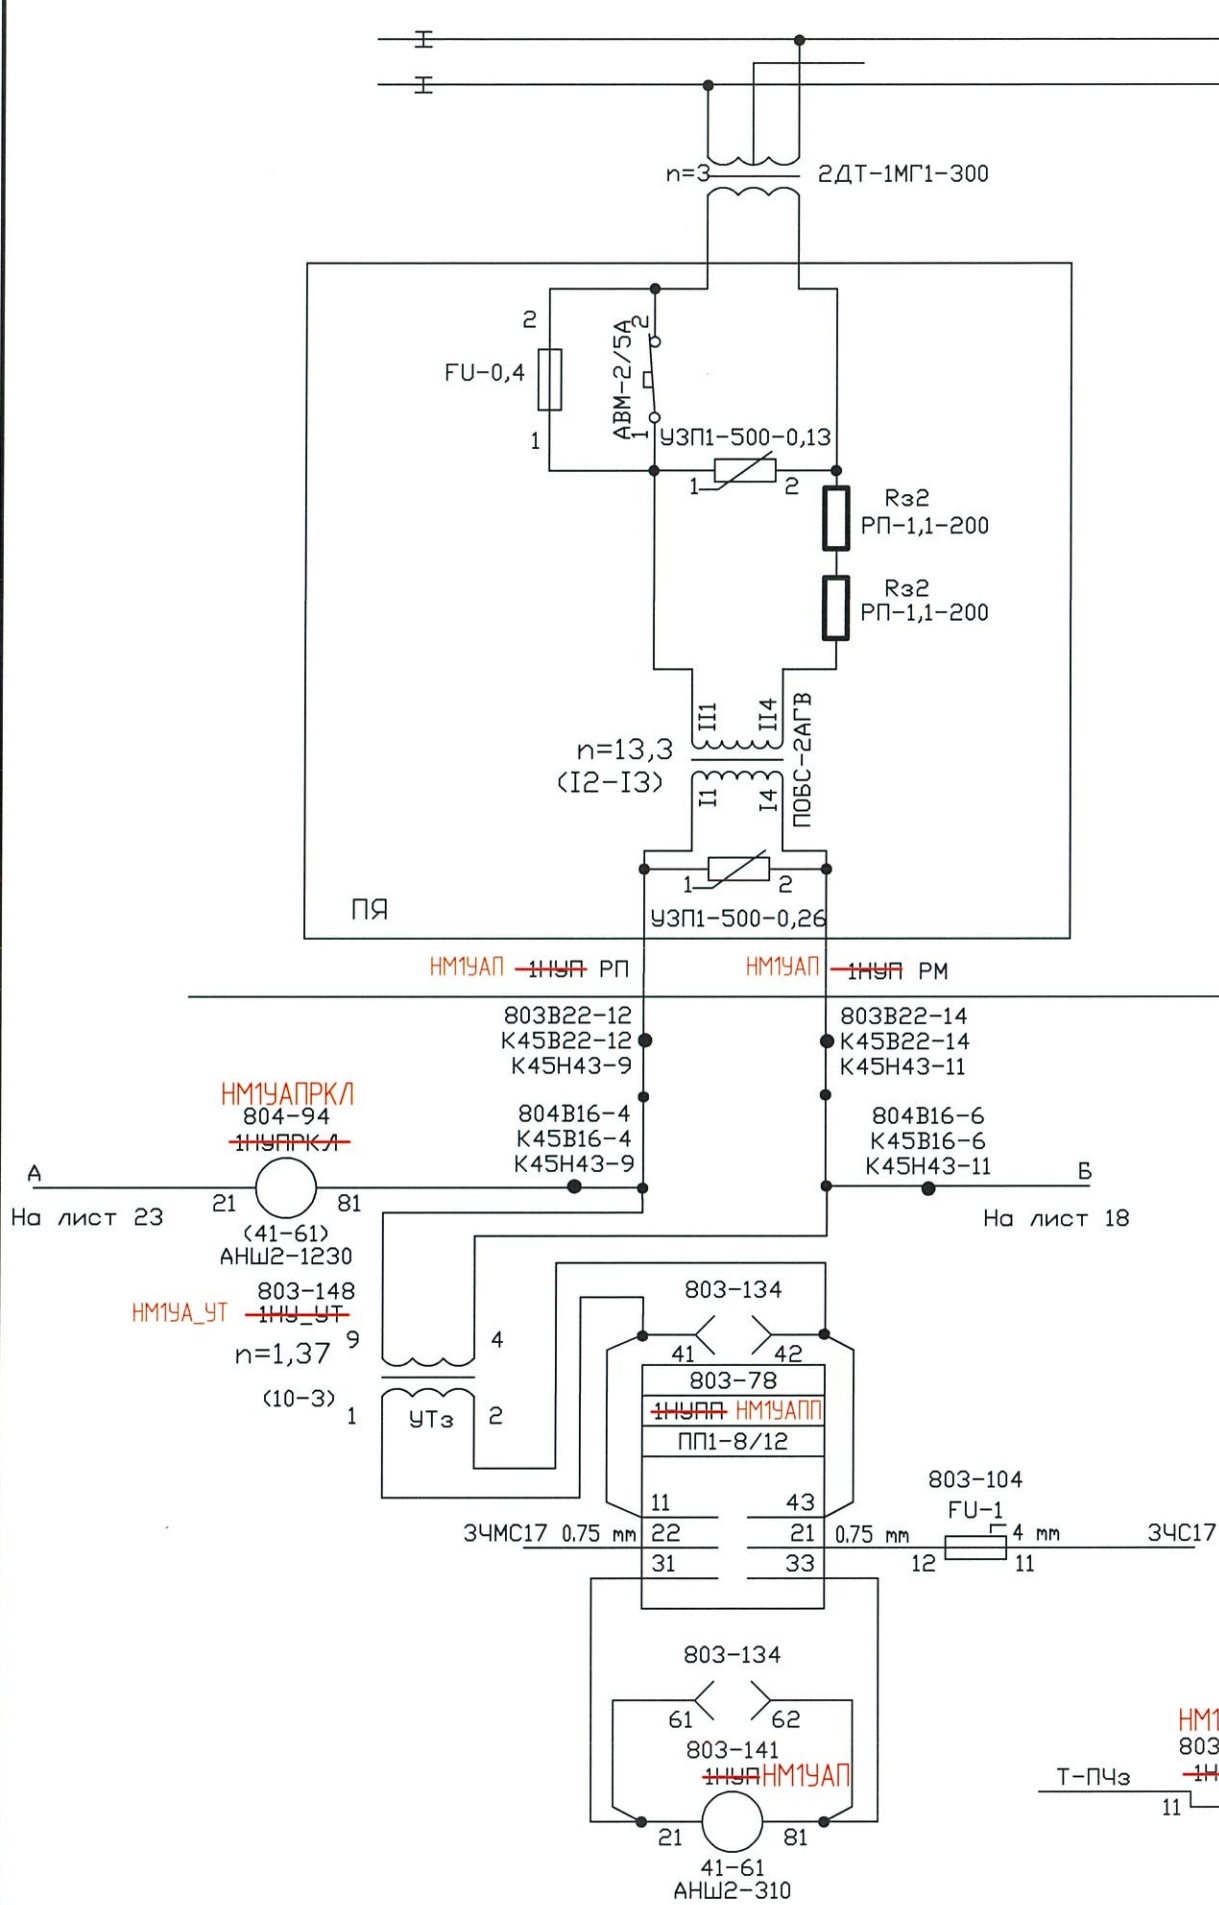 n=3 2ДТ-1МГ1-300
2
FU-0,4
1
АВМ-2/5А
2
1
УЗП1-500-0,13
1 2
Rз2
РП-1,1-200
Rз2
РП-1,1-200
II1 II4
n=13,3
(I2-I3)
ПОБС-2АГВ
I1 I4
1 2
УЗП1-500-0,26
ПЯ
НМ1УАП 1НУП РП
НМ1УАП 1НУП РМ
803В22-12
К45В22-12
К45Н43-9
803В22-14
К45В22-14
К45Н43-11
НМ1УАПРКЛ
804-94
1НУПРКЛ
804В16-4
К45В16-4
К45Н43-9
804В16-6
К45В16-6
К45Н43-11
А
21 81
Б
На лист 23
На лист 18
(41-61)
АНШ2-1230
803-148
НМ1УА_УТ 1НУ_УТ
n=1,37
9 4
(10-3)
1 УТз 2
803-134
41 42
803-78
1НУПП НМ1УАПП
ПП1-8/12
11 43
ЗЧМС17 0.75 mm 22 21 0.75 mm
31 33
803-104
FU-1
4 mm ЗЧС17
12 11
803-134
61 62
803-141
1НУП НМ1УАП
21 81
41-61
АНШ2-310
НМ1
803
1Н
Т-ПЧз
11